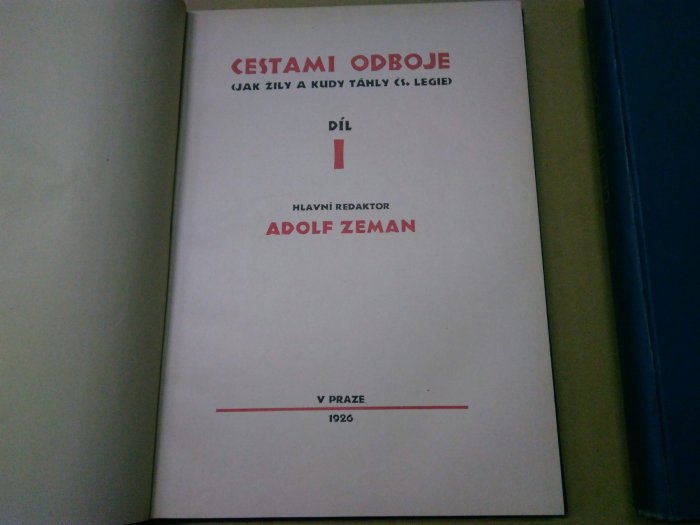 CESTAMI ODBOJE
(JAK ŽILY A KUDY TÁHLY ČS. LEGIE)
DÍL
I
HLAVNÍ REDAKTOR
ADOLF ZEMAN
V PRAZE
1926